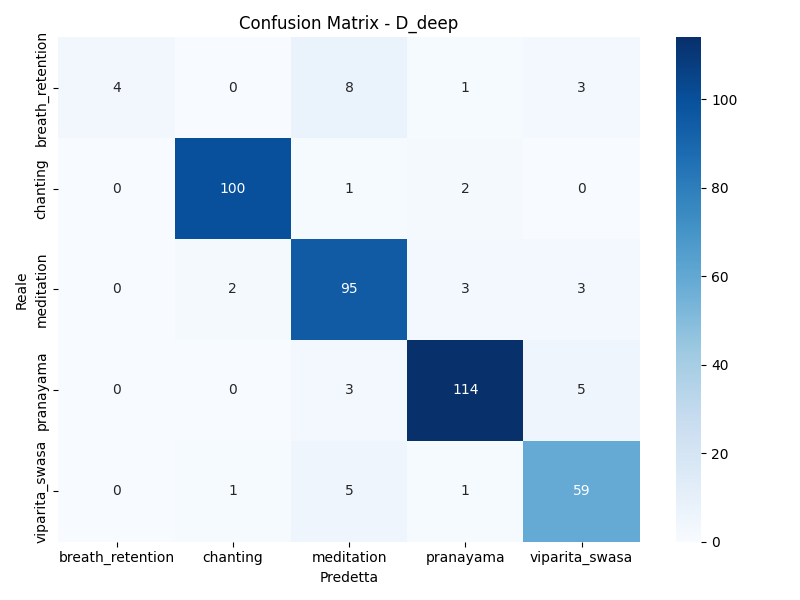 Confusion Matrix - D_deep
breath_retention 4 0 8 1 3
chanting 0 100 1 2 0
meditation 0 2 95 3 3
pranayama 0 0 3 114 5
viparita_swasa 0 1 5 1 59
Reale
breath_retention chanting meditation pranayama viparita_swasa
Predetta
100
80
60
40
20
0